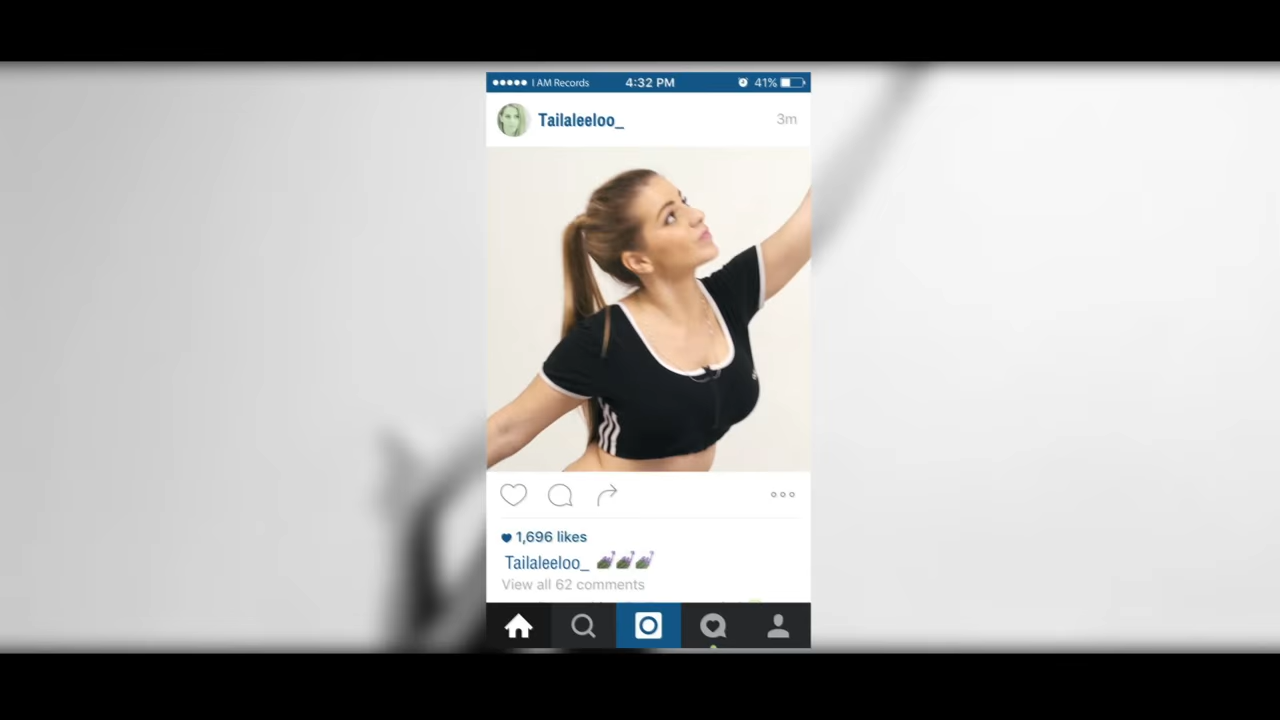 I AM Records 4:32 PM 41%
Tailaleeloo_ 3m
1,696 likes
Tailaleeloo_ 💅💅💅
View all 62 comments